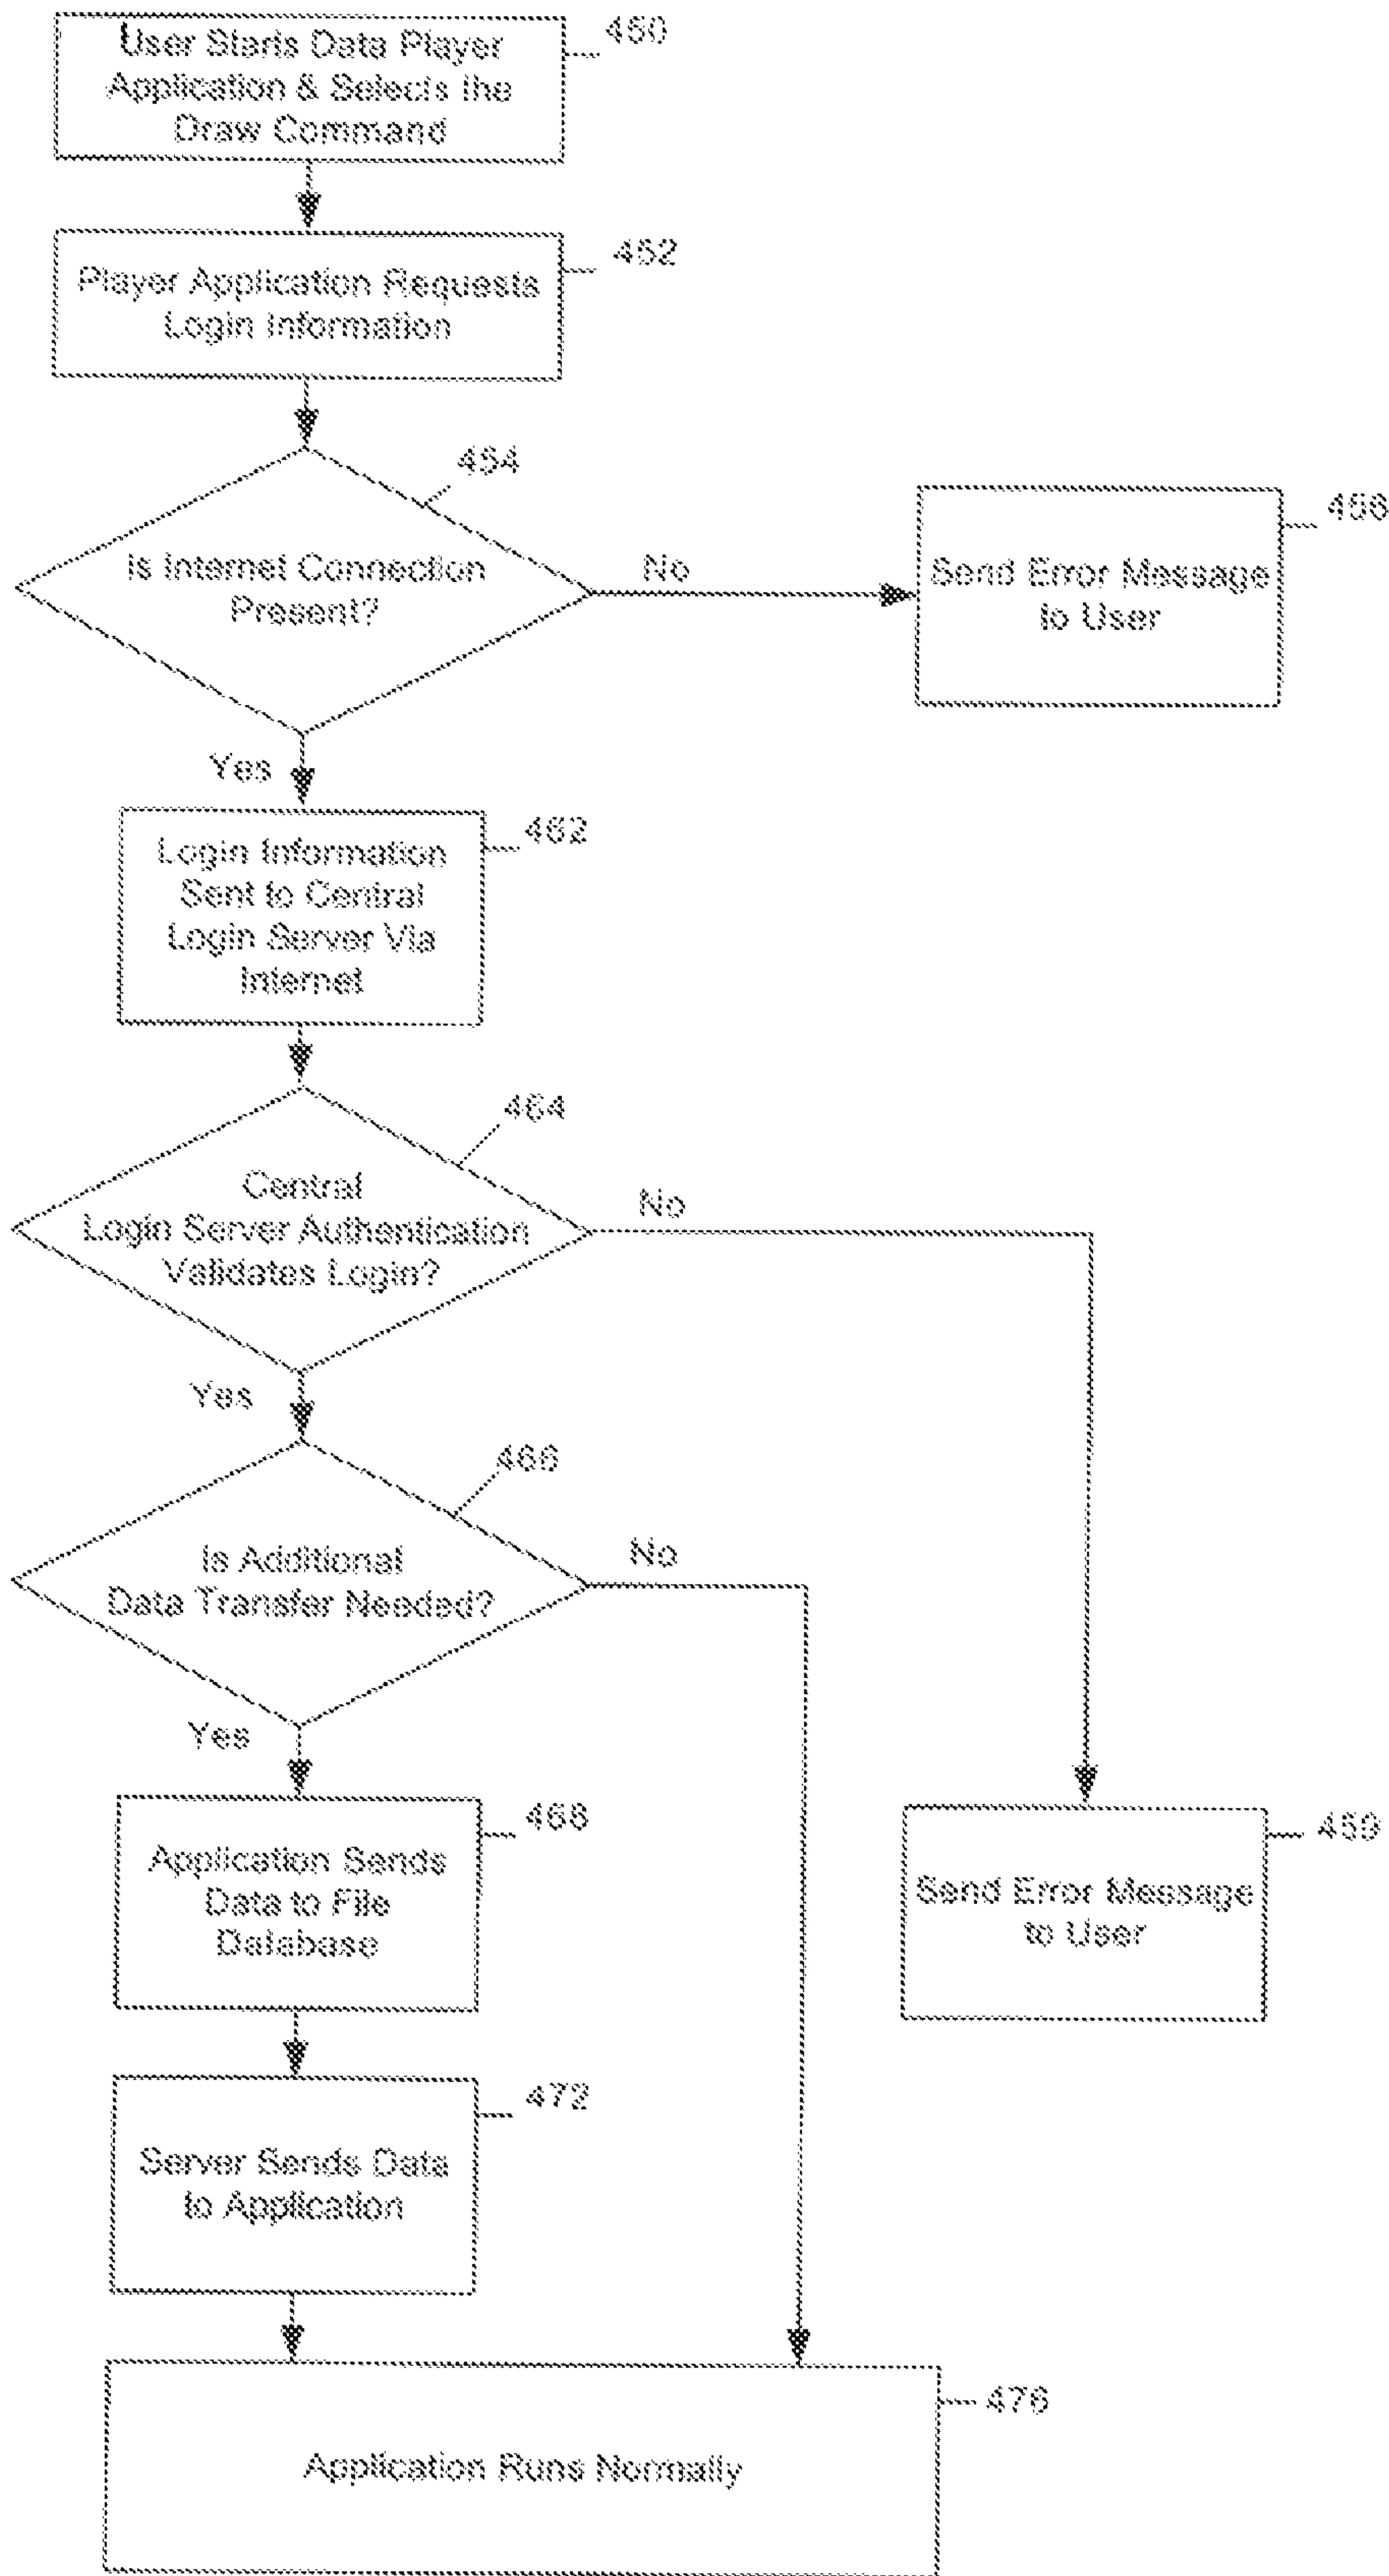 User Starts Data Player
Application & Selects the
Draw Command
450
Player Application Requests
Login Information
452
454
Is Internet Connection
Present?
No
Send Error Message
to User
456
Yes
Login Information
Sent to Central
Login Server Via
Internet
462
464
Central
Login Server Authentication
Validates Login?
No
Yes
466
Is Additional
Data Transfer Needed?
No
Yes
Application Sends
Data to File
Database
468
Send Error Message
to User
459
Server Sends Data
to Application
472
Application Runs Normally
476